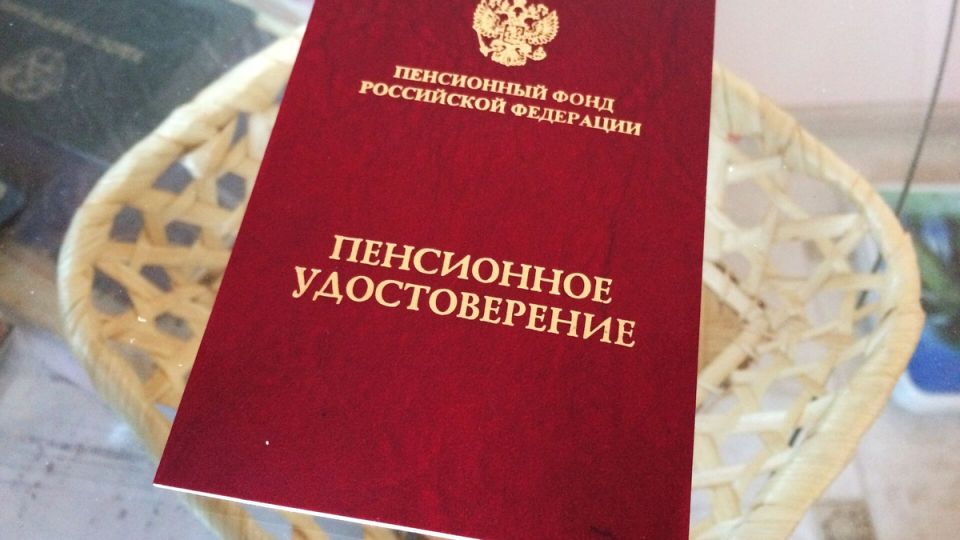 ПЕНСИОННЫЙ ФОНД
РОССИЙСКОЙ ФЕДЕРАЦИИ
ПЕНСИОННОЕ
УДОСТОВЕРЕНИЕ